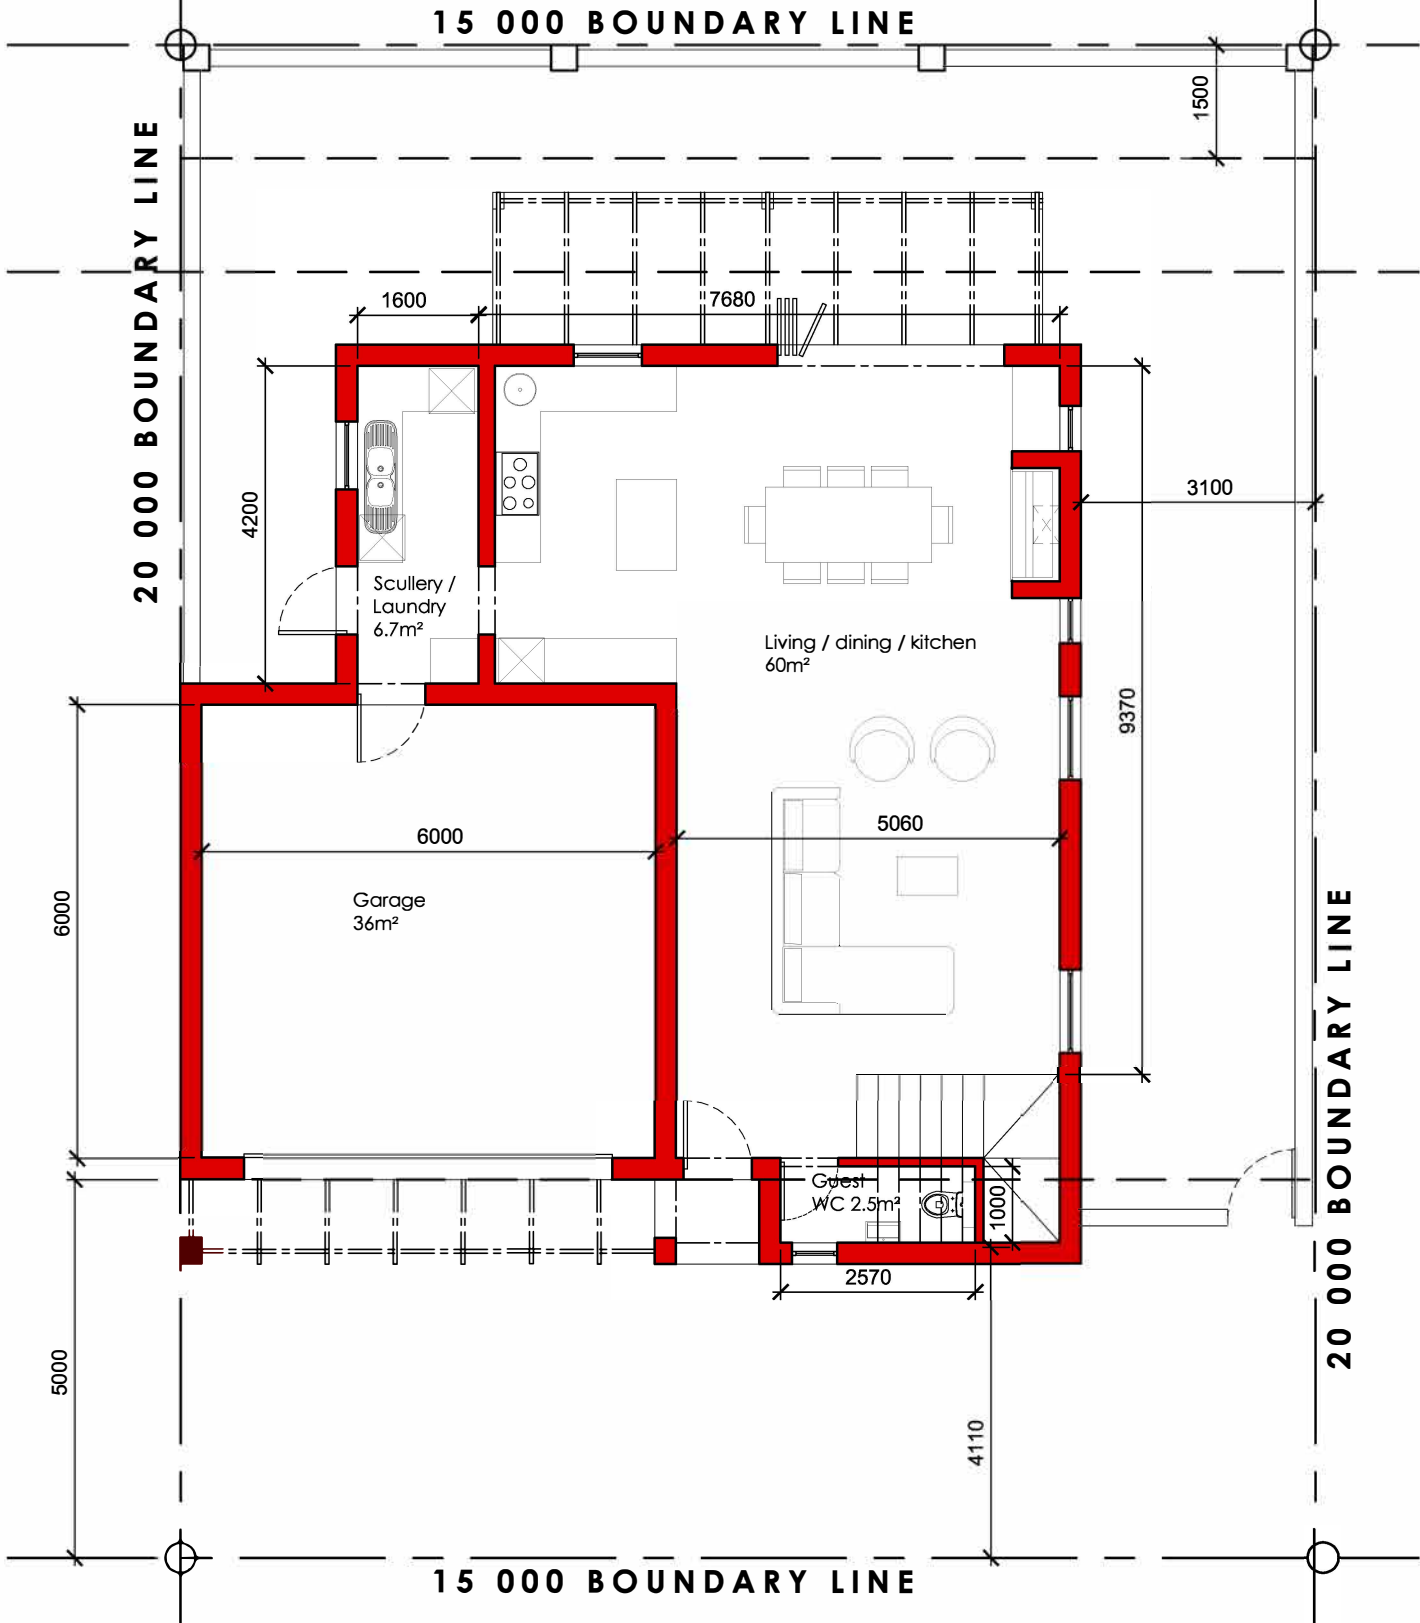 15 000 BOUNDARY LINE
1500
20 000 BOUNDARY LINE
1600
7680
4200
3100
Scullery /
Laundry
6.7m²
Living / dining / kitchen
60m²
9370
6000
5060
6000
Garage
36m²
20 000 BOUNDARY LINE
Guest
WC 2.5m²
1000
2570
5000
4110
15 000 BOUNDARY LINE